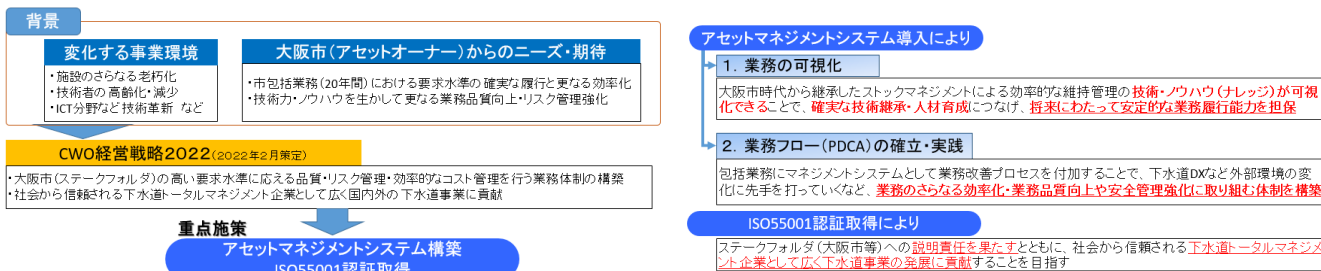 背景
変化する事業環境
・施設のさらなる老朽化
・技術者の高齢化・減少
・ICT分野など技術革新 など
大阪市(アセットオーナー)からのニーズ・期待
・市包括業務(20年間)における要求水準の確実な履行と更なる効率化
・技術力・ノウハウを生かして更なる業務品質向上・リスク管理強化
CWO経営戦略2022(2022年2月策定)
・大阪市(ステークフォルダ)の高い要求水準に応える品質・リスク管理・効率的なコスト管理を行う業務体制の構築
・社会から信頼される下水道トータルマネジメント企業として広く国内外の下水道事業に貢献
重点施策
アセットマネジメントシステム構築
ISO55001認証取得
アセットマネジメントシステム導入により
1. 業務の可視化
大阪市時代から継承したストックマネジメントによる効率的な維持管理の技術・ノウハウ(ナレッジ)が可視
化できることで、確実な技術継承・人材育成につなげ、将来にわたって安定的な業務履行能力を担保
2. 業務フロー(PDCA)の確立・実践
包括業務にマネジメントシステムとして業務改善プロセスを付加することで、下水道DXなど外部環境の変
化に先手を打っていくなど、業務のさらなる効率化・業務品質向上や安全管理強化に取り組む体制を構築
ISO55001認証取得により
ステークフォルダ(大阪市等)への説明責任を果たすとともに、社会から信頼される下水道トータルマネジメ
ント企業として広く下水道事業の発展に貢献することを目指す